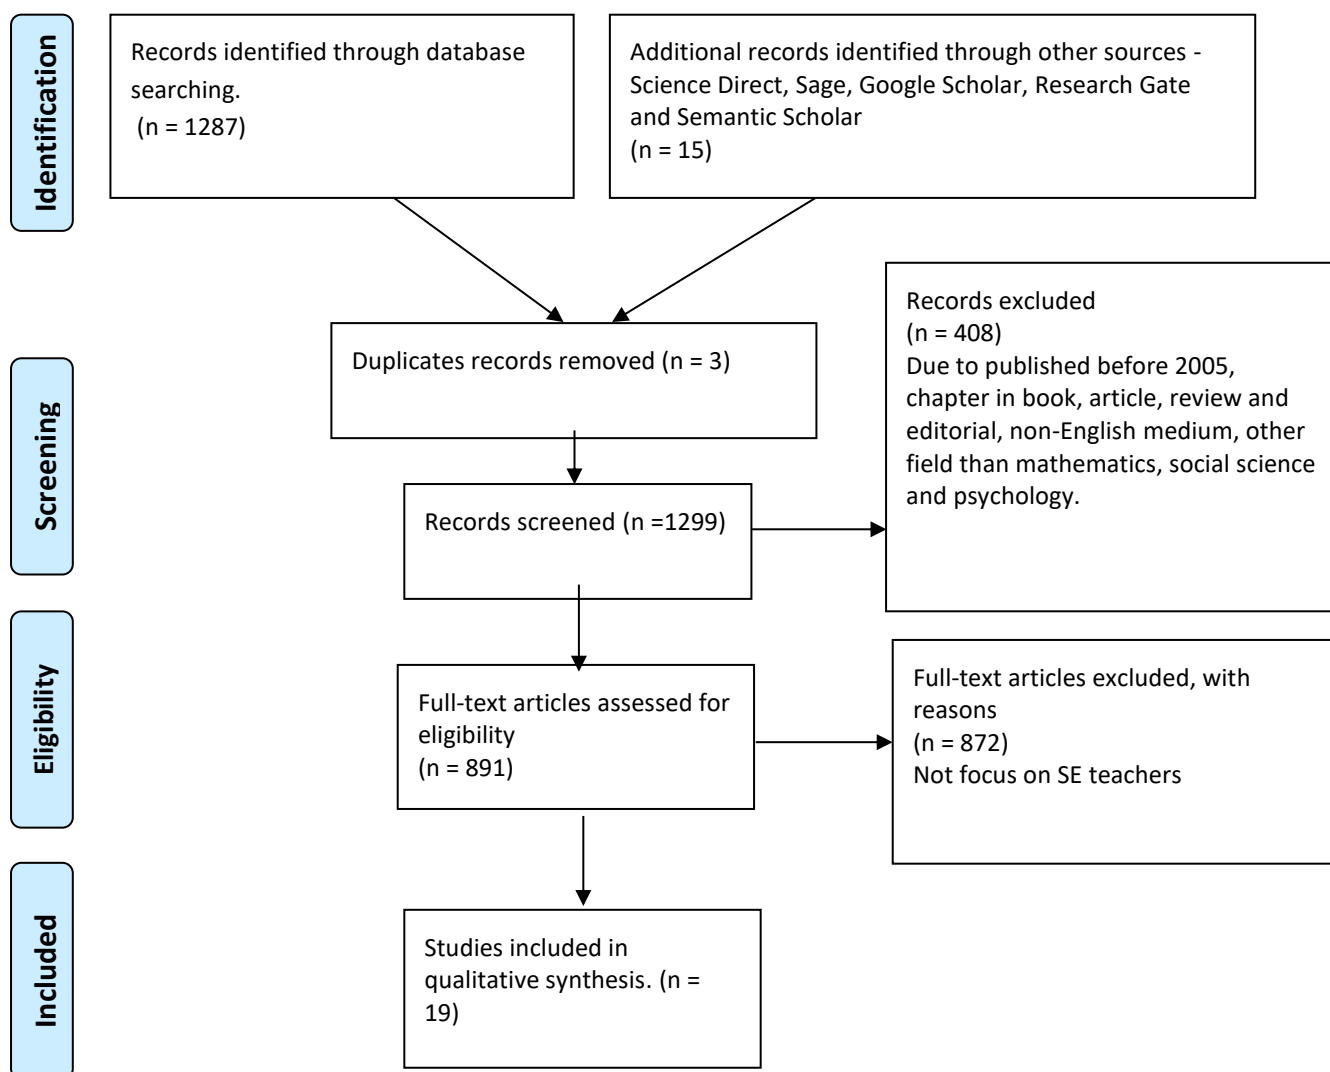 Identification
Records identified through database
searching.
(n = 1287)
Additional records identified through other sources -
Science Direct, Sage, Google Scholar, Research Gate
and Semantic Scholar
(n = 15)
Screening
Duplicates records removed (n = 3)
Records screened (n =1299)
Records excluded
(n = 408)
Due to published before 2005,
chapter in book, article, review and
editorial, non-English medium, other
field than mathematics, social science
and psychology.
Eligibility
Full-text articles assessed for
eligibility
(n = 891)
Full-text articles excluded, with
reasons
(n = 872)
Not focus on SE teachers
Included
Studies included in
qualitative synthesis. (n =
19)